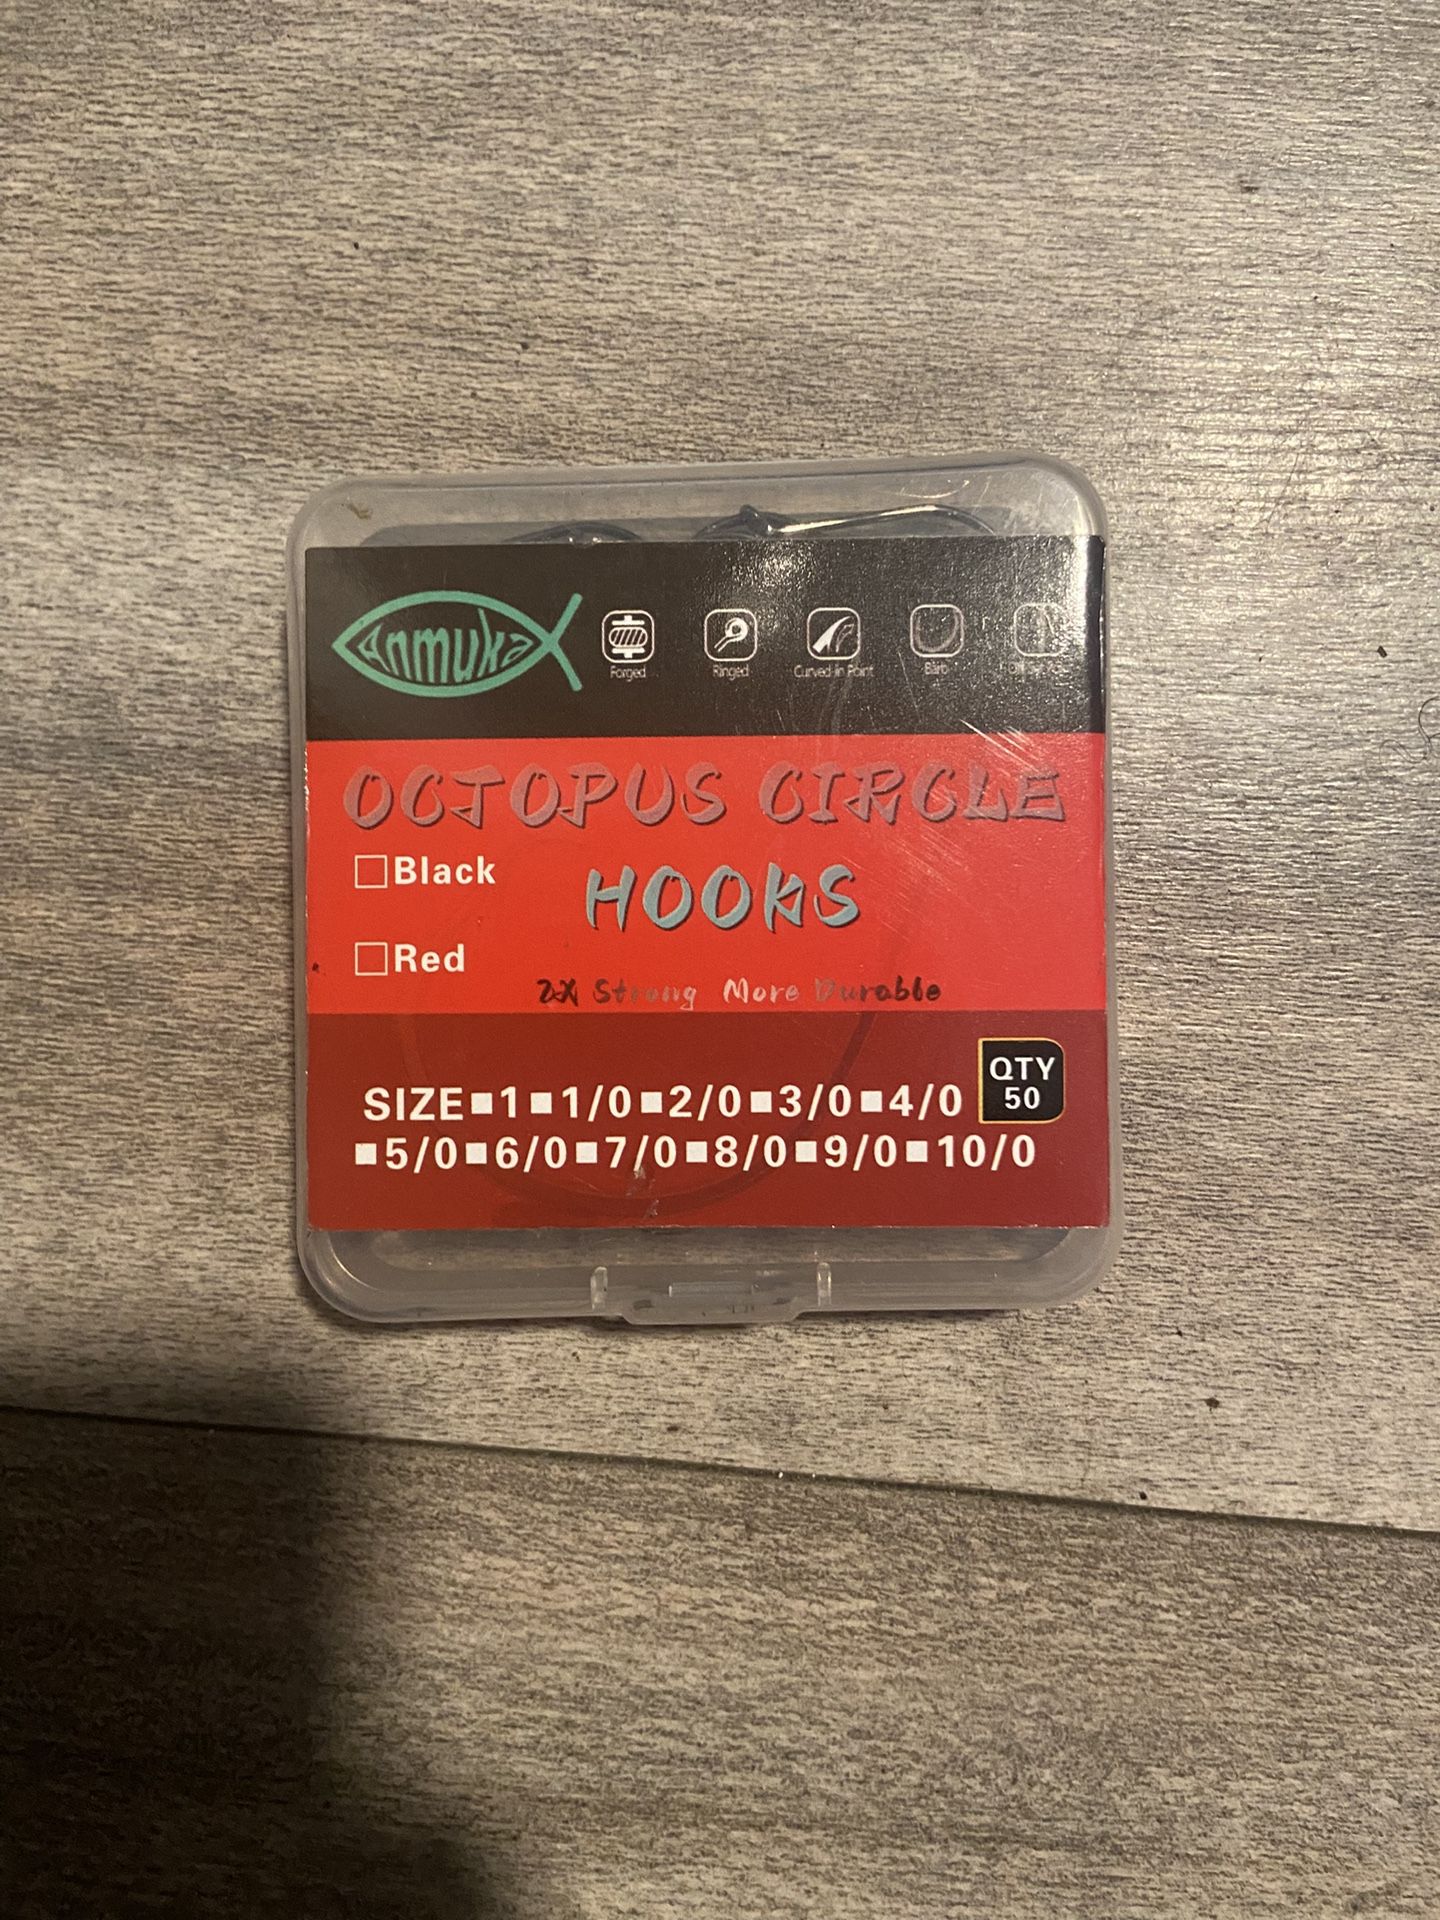 Anmuka
Forged Ringed Curved-in Point Barb
OCTOPUS CIRCLE
HOOKS
□Black
□Red
2X Strong More Durable
SIZE■1■1/0■2/0■3/0■4/0
■5/0■6/0■7/0■8/0■9/0■10/0
QTY
50